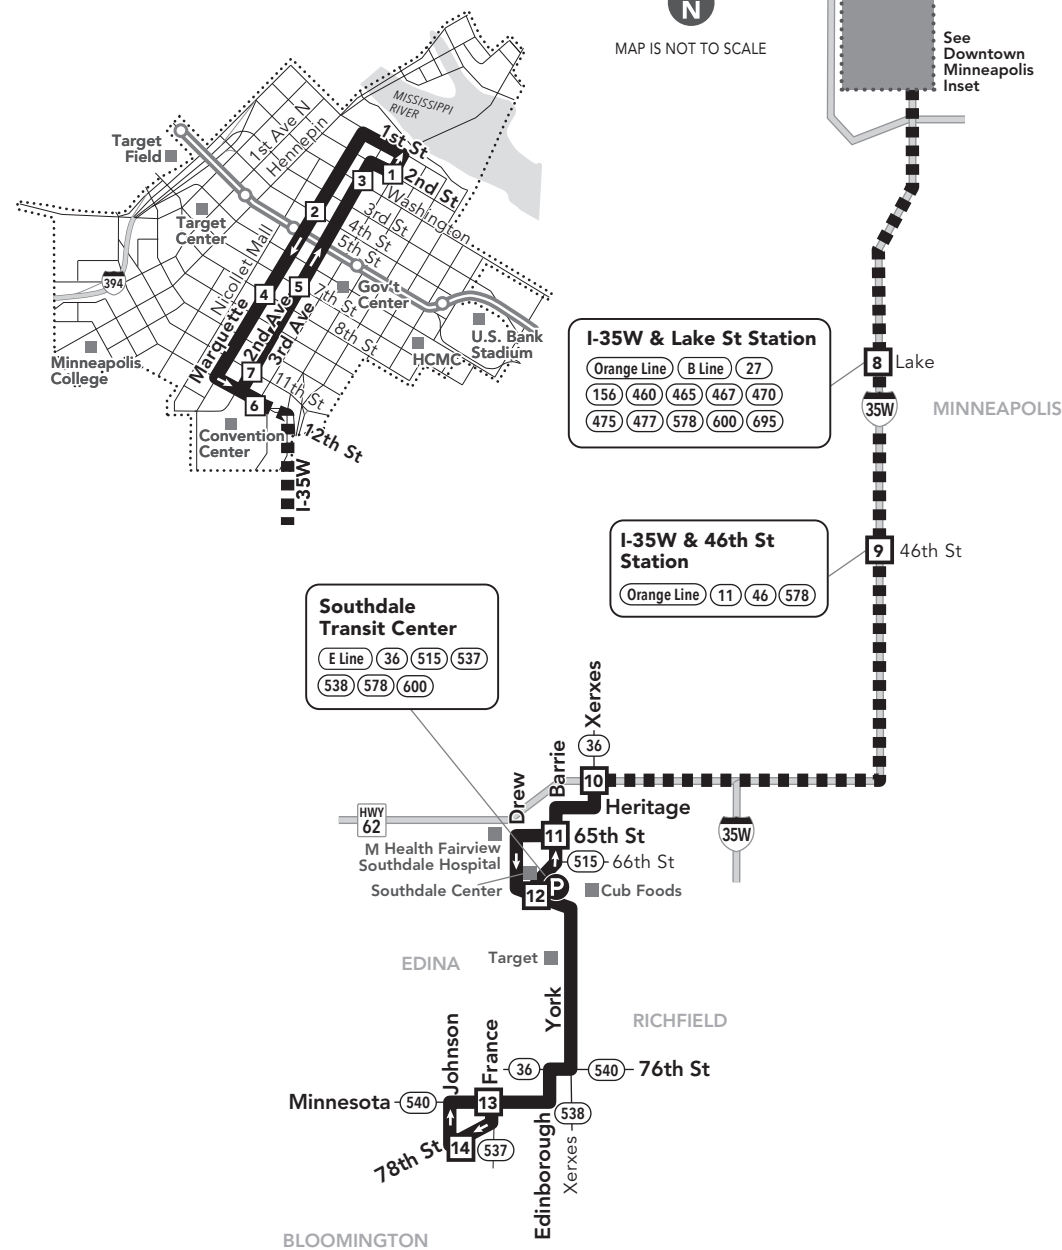 N
MAP IS NOT TO SCALE
See
Downtown
Minneapolis
Inset
MISSISSIPPI
RIVER
1st Ave N
Hennepin
1st St
Target
Field
1
2nd St
3
Washington
2
3rd St
Target
Center
4th St
5th St
Nicollet Mall
394
4
5
Gov't
Center
7th St
Marquette
2nd Ave
3rd Ave
8th St
U.S. Bank
Stadium
HCMC
Minneapolis
College
7
11th St
6
Convention
Center
12th St
I-35W
I-35W & Lake St Station
Orange Line
B Line
27
156
460
465
467
470
475
477
578
600
695
8
Lake
35W
MINNEAPOLIS
I-35W & 46th St
Station
Orange Line
11
46
578
9
46th St
Southdale
Transit Center
E Line
36
515
537
538
578
600
Xerxes
36
Barrie
Drew
10
Heritage
HWY
62
35W
11
65th St
M Health Fairview
Southdale Hospital
515
66th St
Southdale Center
P
12
Cub Foods
EDINA
Target
York
RICHFIELD
Johnson
France
36
540
76th St
Minnesota
540
13
538
78th St
14
537
Edinborough
Xerxes
BLOOMINGTON